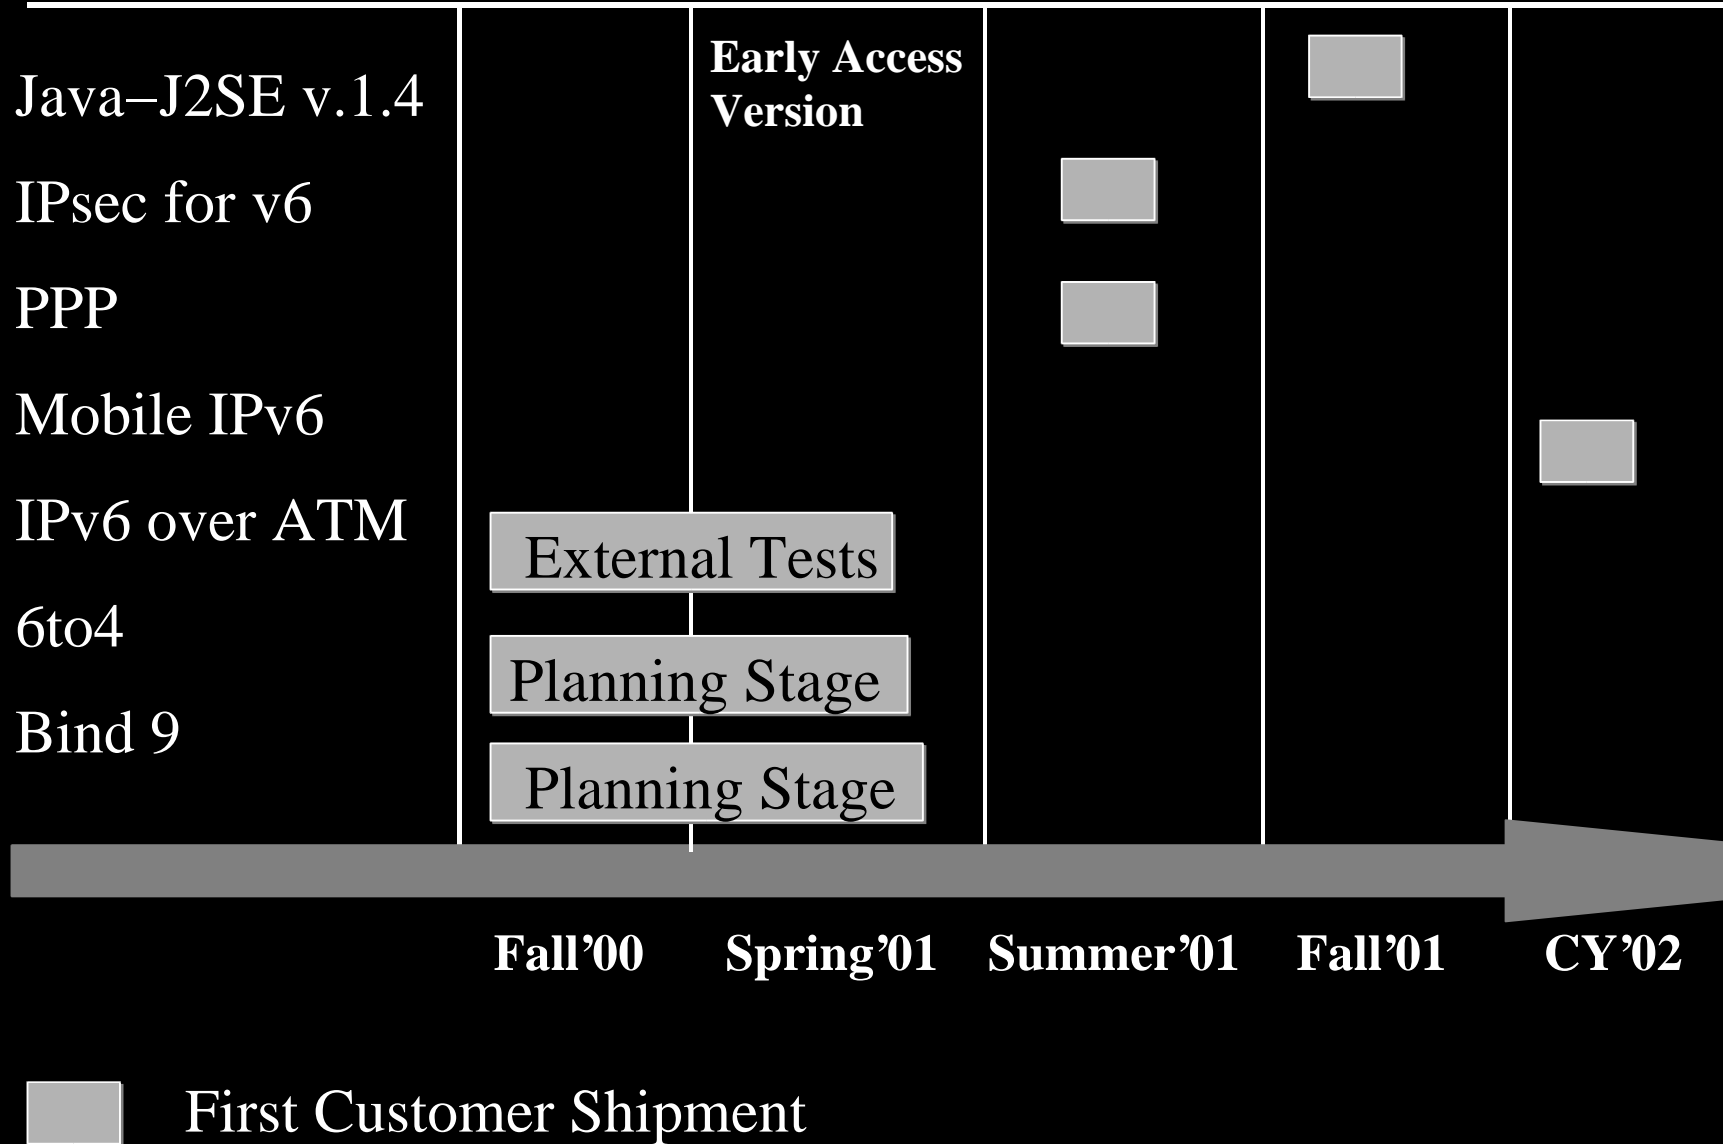 Java–J2SE v.1.4
Early Access
Version
IPsec for v6
PPP
Mobile IPv6
IPv6 over ATM
External Tests
6to4
Planning Stage
Bind 9
Planning Stage
Fall’00 Spring’01 Summer’01 Fall’01 CY’02
First Customer Shipment